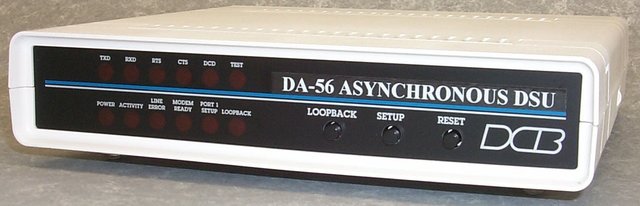 TXD RXD RTS CTS DCD TEST
DA-56 ASYNCHRONOUS DSU
POWER ACTIVITY LINE ERROR MODEM READY PORT 1 SETUP LOOPBACK
LOOPBACK SETUP RESET
DCB